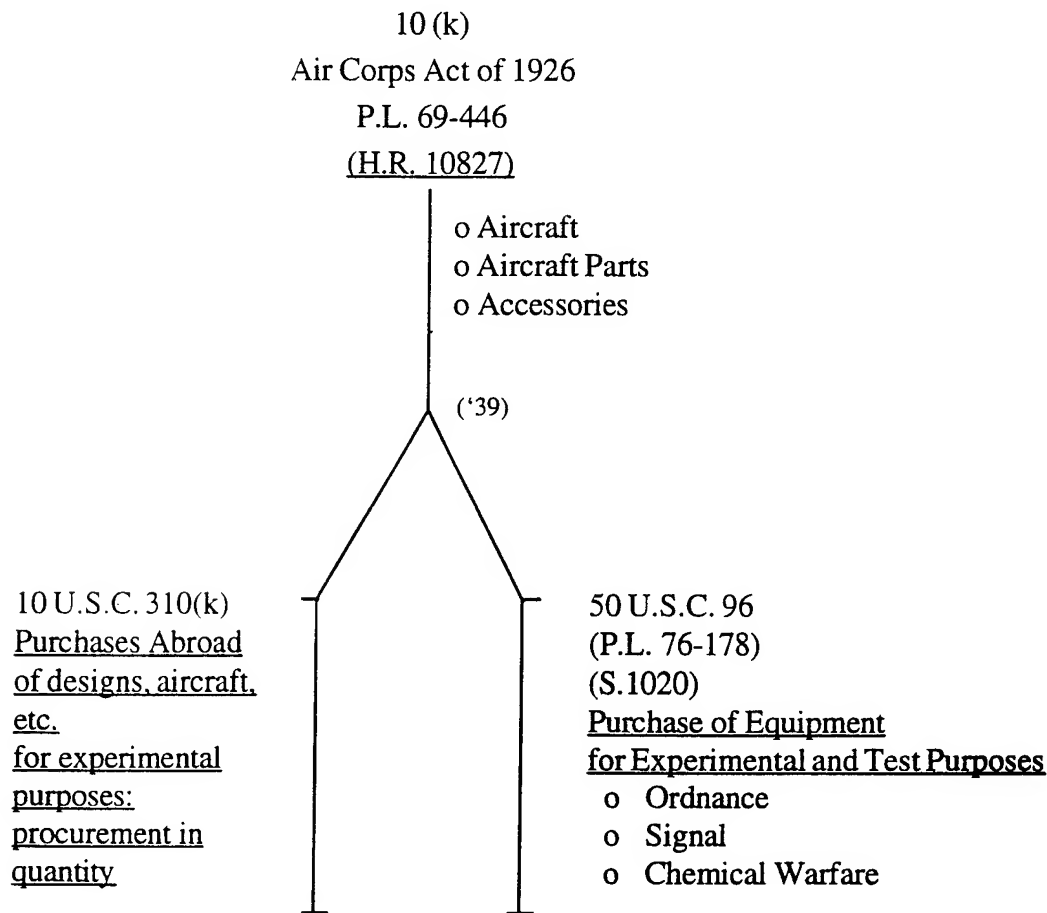 10 (k)
Air Corps Act of 1926
P.L. 69-446
(H.R. 10827)
o Aircraft
o Aircraft Parts
o Accessories
(‘39)
10 U.S.C. 310(k)
Purchases Abroad
of designs, aircraft,
etc.
for experimental
purposes:
procurement in
quantity
50 U.S.C. 96
(P.L. 76-178)
(S.1020)
Purchase of Equipment
for Experimental and Test Purposes
o Ordnance
o Signal
o Chemical Warfare